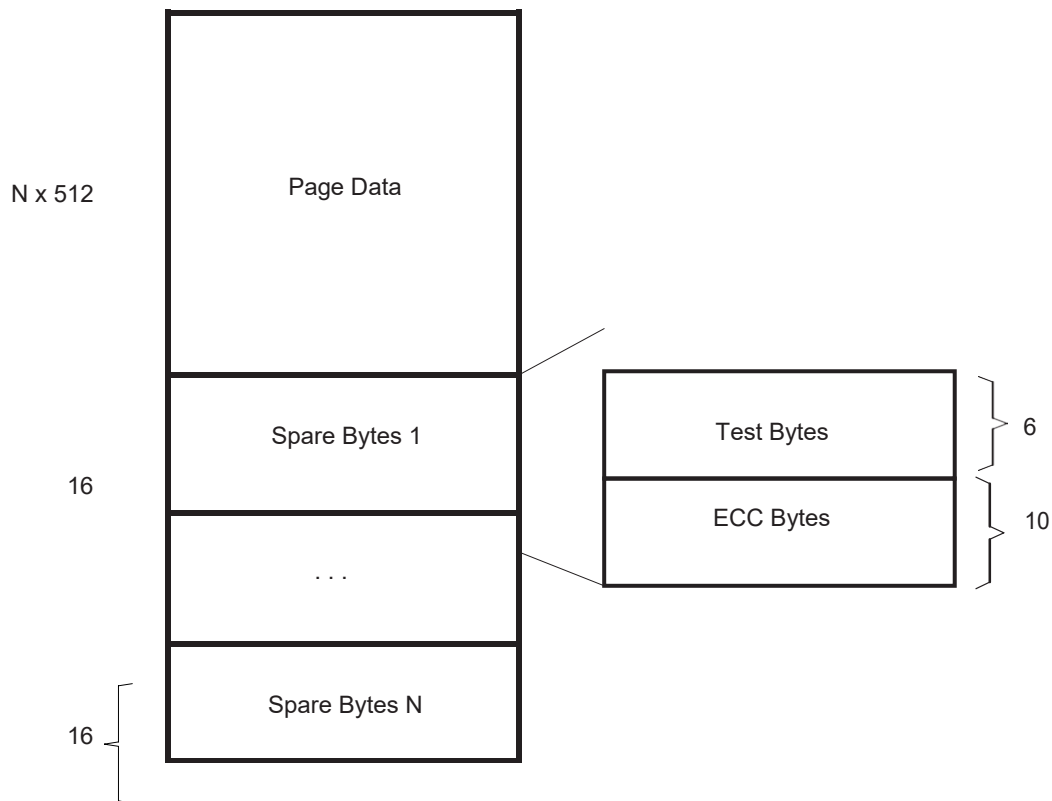 N x 512
Page Data
Spare Bytes 1
Test Bytes
6
16
ECC Bytes
10
. . .
Spare Bytes N
16